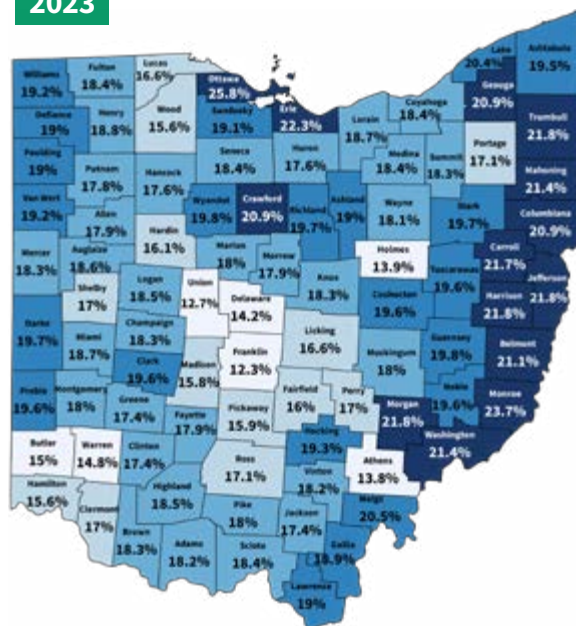 2023
Williams
19.2%
Fulton
18.4%
Lucas
16.6%
Ottawa
25.8%
Lake
20.4%
Ashtabula
19.5%
Geauga
20.9%
Defiance
19%
Henry
18.8%
Wood
15.6%
Sandusky
19.1%
Erie
22.3%
Lorain
18.7%
Cuyahoga
18.4%
Trumbull
21.8%
Paulding
19%
Putnam
17.8%
Hancock
17.6%
Seneca
18.4%
Huron
17.6%
Medina
18.4%
Summit
18.3%
Portage
17.1%
Mahoning
21.4%
Van Wert
19.2%
Allen
17.9%
Wyandot
19.8%
Crawford
20.9%
Richland
19.7%
Ashland
19%
Wayne
18.1%
Stark
19.7%
Columbiana
20.9%
Mercer
18.3%
Auglaize
18.6%
Hardin
16.1%
Marion
18%
Morrow
17.9%
Holmes
13.9%
Tuscarawas
19.6%
Carroll
21.7%
Jefferson
21.8%
Shelby
17%
Logan
18.5%
Union
12.7%
Delaware
14.2%
Knox
18.3%
Coshocton
19.6%
Harrison
21.8%
Darke
19.7%
Miami
18.7%
Champaign
18.3%
Clark
19.6%
Madison
15.8%
Franklin
12.3%
Licking
16.6%
Muskingum
18%
Guernsey
19.8%
Belmont
21.1%
Preble
19.6%
Montgomery
18%
Greene
17.4%
Fayette
17.9%
Pickaway
15.9%
Fairfield
16%
Perry
17%
Morgan
21.8%
Noble
19.6%
Monroe
23.7%
Butler
15%
Warren
14.8%
Clinton
17.4%
Ross
17.1%
Hocking
19.3%
Athens
13.8%
Washington
21.4%
Hamilton
15.6%
Clermont
17%
Highland
18.5%
Pike
18%
Vinton
18.2%
Jackson
17.4%
Meigs
20.5%
Brown
18.3%
Adams
18.2%
Scioto
18.4%
Gallia
18.9%
Lawrence
19%